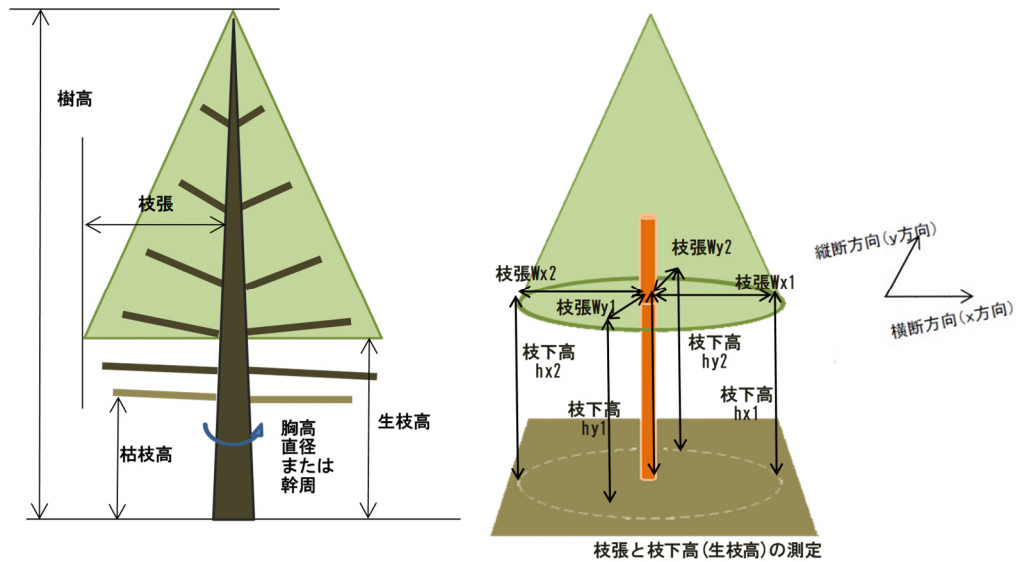 樹高
枝張
生枝高
枯枝高
胸高
直径
または
幹周
枝張Wy2
枝張Wx2
枝張Wx1
枝張Wy1
枝下高
hx2
枝下高
hy2
枝下高
hy1
枝下高
hx1
縦断方向(y方向)
横断方向(x方向)
枝張と枝下高(生枝高)の測定